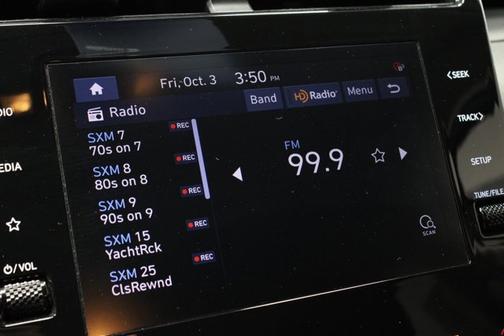 Fri, Oct. 3 3:50 PM
Radio Band HD Radio Menu
SXM 7 REC
70s on 7
SXM 8 REC
80s on 8
SXM 9 REC
90s on 9
SXM 15 REC
YachtRck
SXM 25 REC
ClsRewnd
FM
99.9
SCAN
DIO
EDIA
/VOL
<SEEK
TRACK>
SETUP
TUNE/FILE